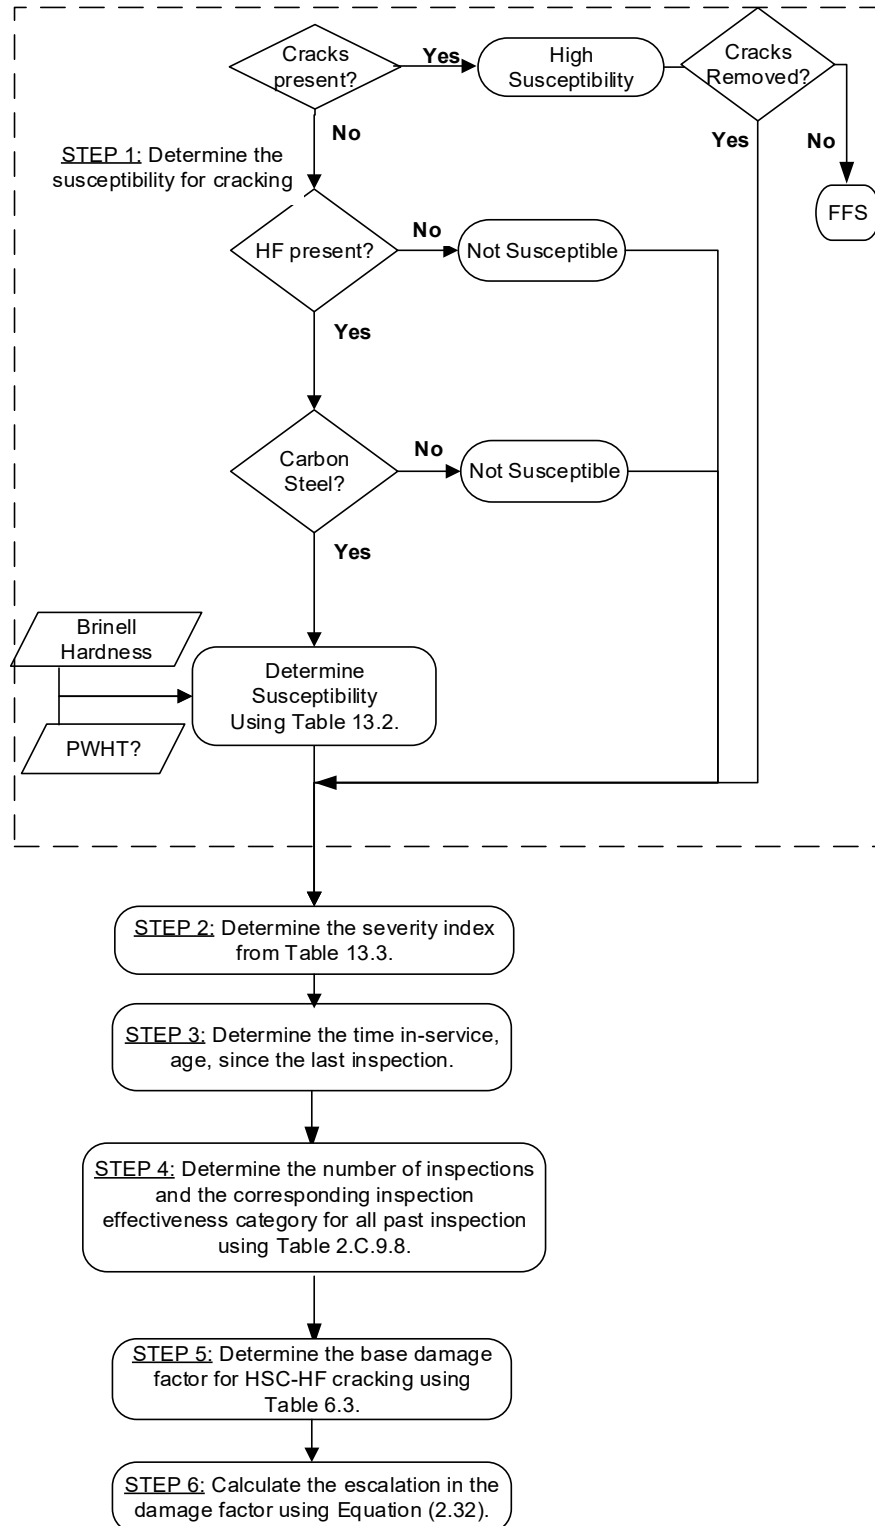 Cracks
present?
Yes
High
Susceptibility
Cracks
Removed?
No
Yes
No
STEP 1: Determine the
susceptibility for cracking
FFS
HF present?
No
Not Susceptible
Yes
Carbon
Steel?
No
Not Susceptible
Yes
Brinell
Hardness
Determine
Susceptibility
Using Table 13.2.
PWHT?
STEP 2: Determine the severity index
from Table 13.3.
STEP 3: Determine the time in-service,
age, since the last inspection.
STEP 4: Determine the number of inspections
and the corresponding inspection
effectiveness category for all past inspection
using Table 2.C.9.8.
STEP 5: Determine the base damage
factor for HSC-HF cracking using
Table 6.3.
STEP 6: Calculate the escalation in the
damage factor using Equation (2.32).